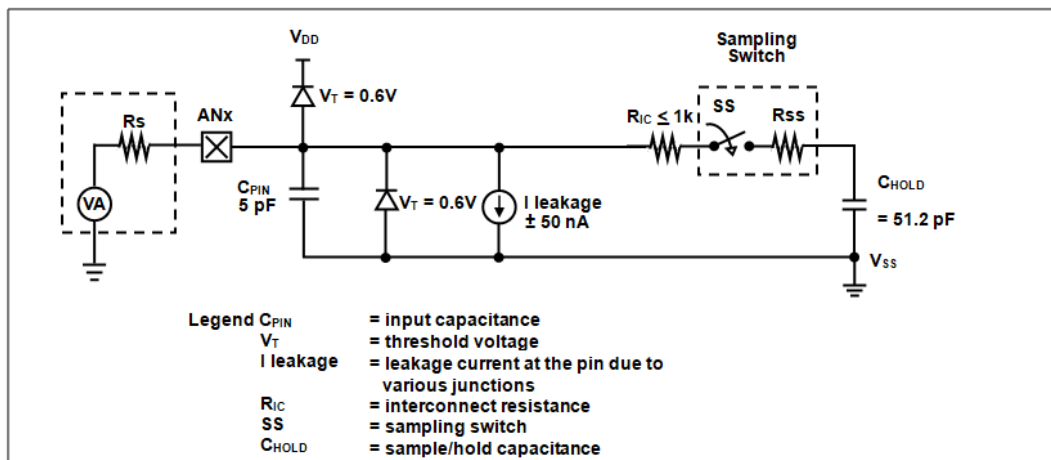 Sampling
Switch
VDD
VT = 0.6V
Rs
ANx
RIC ≤ 1k
SS
Rss
VA
CPIN
5 pF
VT = 0.6V
I leakage
± 50 nA
CHOLD
= 51.2 pF
VSS
Legend CPIN = input capacitance
VT = threshold voltage
I leakage = leakage current at the pin due to
various junctions
RIC = interconnect resistance
SS = sampling switch
CHOLD = sample/hold capacitance